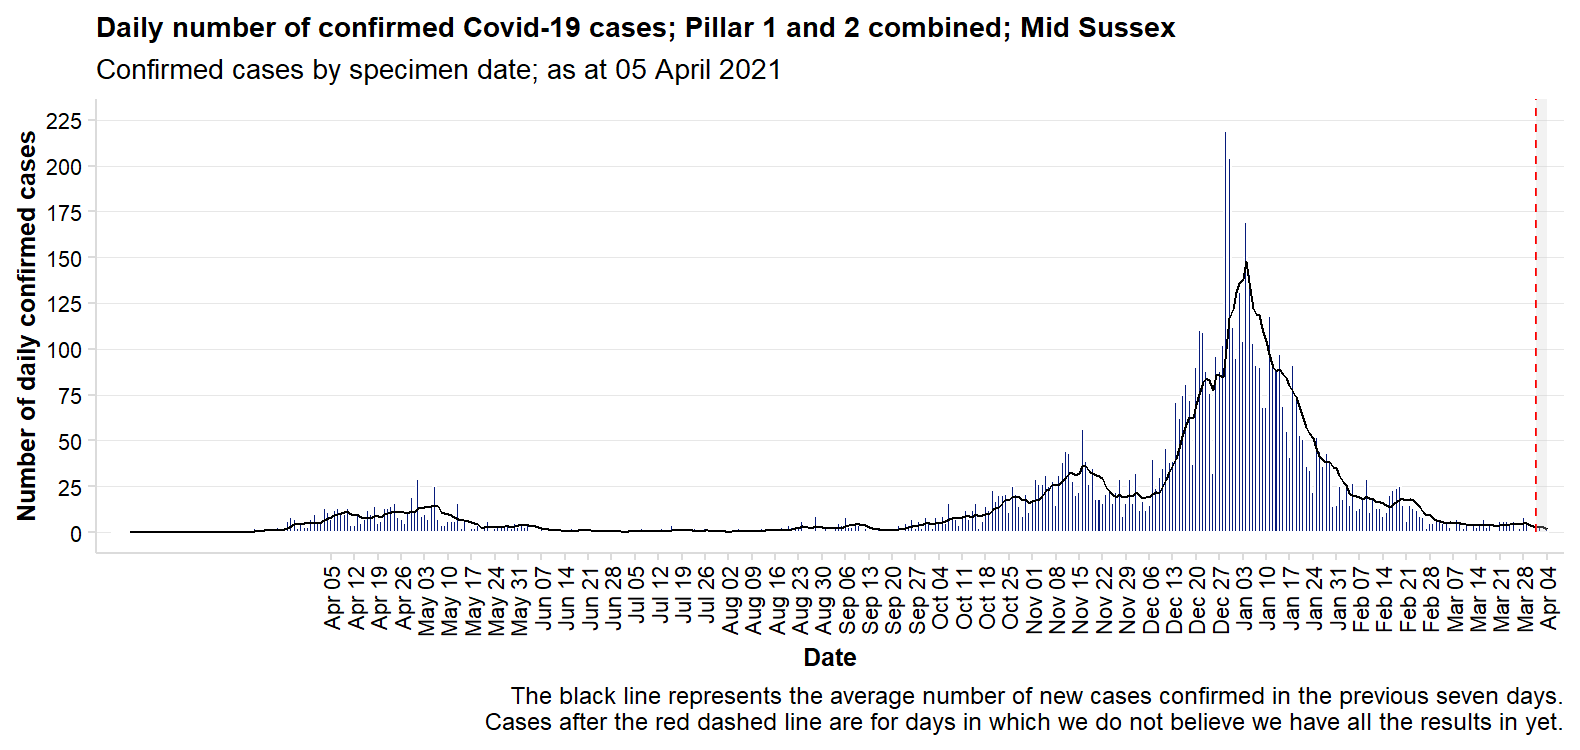 Daily number of confirmed Covid-19 cases; Pillar 1 and 2 combined; Mid Sussex
Confirmed cases by specimen date; as at 05 April 2021
Number of daily confirmed cases
225
200
175
150
125
100
75
50
25
0
Apr 05
Apr 12
Apr 19
Apr 26
May 03
May 10
May 17
May 24
May 31
Jun 07
Jun 14
Jun 21
Jun 28
Jul 05
Jul 12
Jul 19
Jul 26
Aug 02
Aug 09
Aug 16
Aug 23
Aug 30
Sep 06
Sep 13
Sep 20
Sep 27
Oct 04
Oct 11
Oct 18
Oct 25
Nov 01
Nov 08
Nov 15
Nov 22
Nov 29
Dec 06
Dec 13
Dec 20
Dec 27
Jan 03
Jan 10
Jan 17
Jan 24
Jan 31
Feb 07
Feb 14
Feb 21
Feb 28
Mar 07
Mar 14
Mar 21
Mar 28
Apr 04
Date
The black line represents the average number of new cases confirmed in the previous seven days.
Cases after the red dashed line are for days in which we do not believe we have all the results in yet.